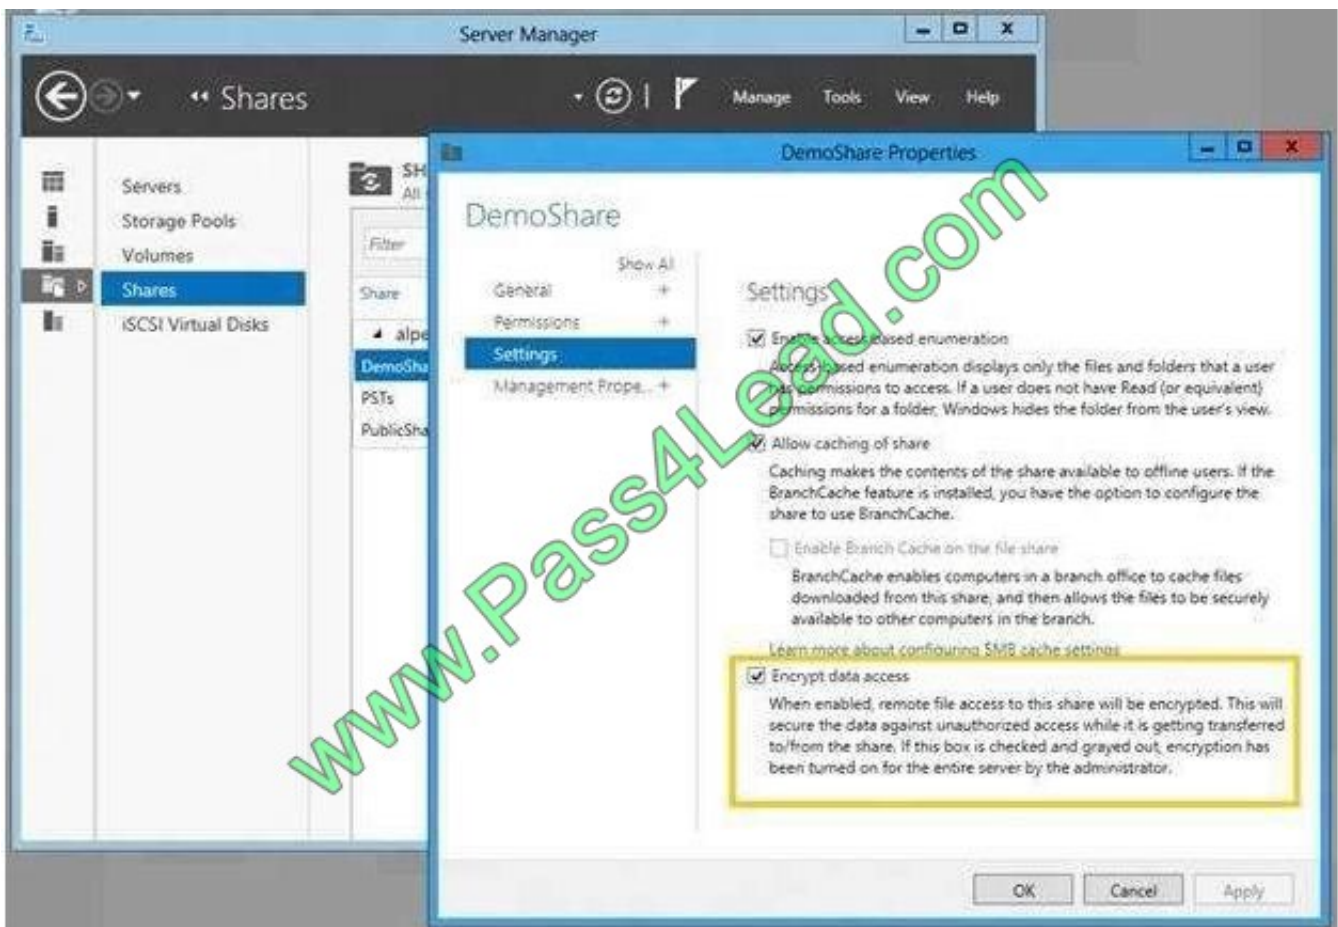 Server Manager
Shares
Manage Tools View Help
Servers
Storage Pools
Volumes
Shares
iSCSI Virtual Disks
SH
All
Filter
Share
alpe
DemoSha
PSTs
PublicSha
DemoShare Properties
DemoShare
Show All
General +
Permissions +
Settings
Management Prope... +
Settings
Enable access based enumeration
Access-based enumeration displays only the files and folders that a user
has permissions to access. If a user does not have Read (or equivalent)
permissions for a folder, Windows hides the folder from the user's view.
Allow caching of share
Caching makes the contents of the share available to offline users. If the
BranchCache feature is installed, you have the option to configure the
share to use BranchCache.
Enable Branch Cache on the file share
BranchCache enables computers in a branch office to cache files
downloaded from this share, and then allows the files to be securely
available to other computers in the branch.
Learn more about configuring SMB cache settings
Encrypt data access
When enabled, remote file access to this share will be encrypted. This will
secure the data against unauthorized access while it is getting transferred
to/from the share. If this box is checked and grayed out, encryption has
been turned on for the entire server by the administrator.
OK Cancel Apply
www.Pass4Lead.com